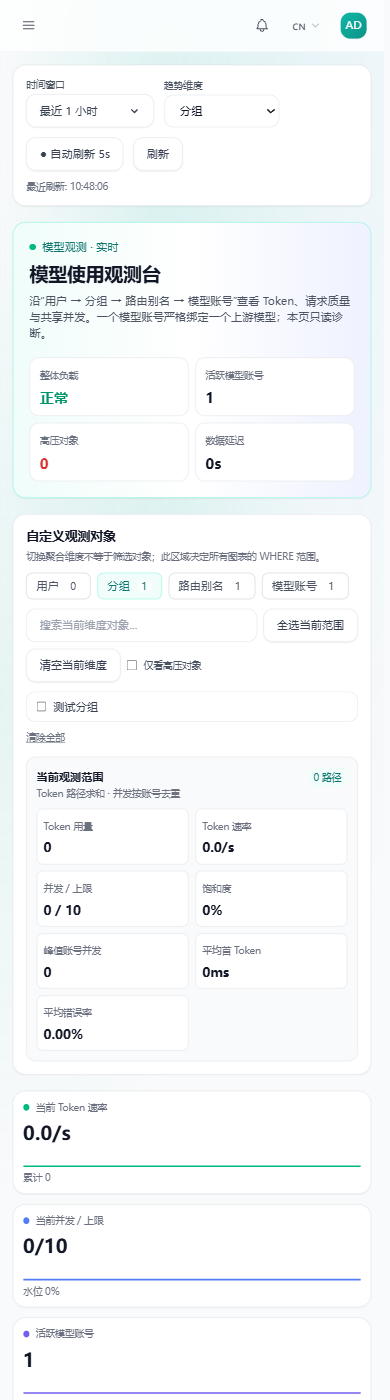 CN
AD
时间窗口
趋势维度
最近 1 小时
分组
● 自动刷新 5s
刷新
最近刷新: 10:48:06
模型观测 · 实时
模型使用观测台
沿“用户 → 分组 → 路由别名 → 模型账号”查看 Token、请求质量
与共享并发。一个模型账号严格绑定一个上游模型；本页只读诊
断。
整体负载
正常
活跃模型账号
1
高压对象
0
数据延迟
0s
自定义观测对象
切换聚合维度不等于筛选对象；此区域决定所有图表的 WHERE 范围。
用户 0
分组 1
路由别名 1
模型账号 1
搜索当前维度对象...
全选当前范围
清空当前维度
仅看高压对象
测试分组
清除全部
当前观测范围
0 路径
Token 路径求和 · 并发按账号去重
Token 用量
0
Token 速率
0.0/s
并发 / 上限
0 / 10
饱和度
0%
峰值账号并发
0
平均首 Token
0ms
平均错误率
0.00%
当前 Token 速率
0.0/s
累计 0
当前并发 / 上限
0/10
水位 0%
活跃模型账号
1